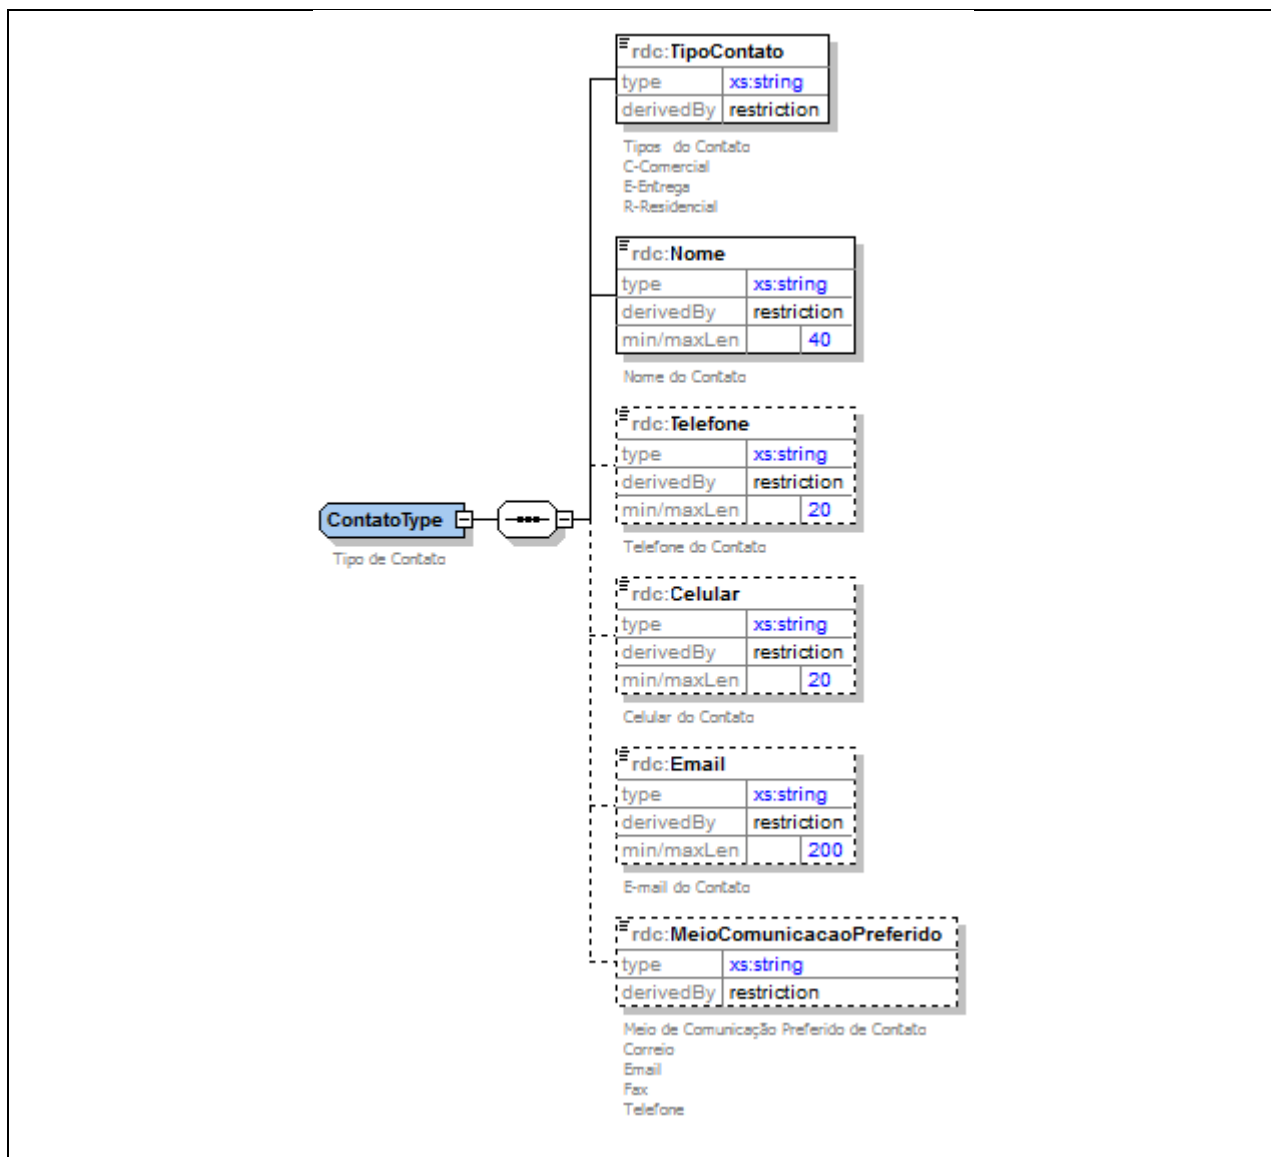 rdc:TipoContato
type xs:string
derivedBy restriction
Tipos do Contato
C-Comercial
E-Entrega
R-Residencial
rdc:Nome
type xs:string
derivedBy restriction
min/maxLen 40
Nome do Contato
rdc:Telefone
type xs:string
derivedBy restriction
min/maxLen 20
Telefone do Contato
ContatoType
Tipo de Contato
rdc:Celular
type xs:string
derivedBy restriction
min/maxLen 20
Celular do Contato
rdc:Email
type xs:string
derivedBy restriction
min/maxLen 200
E-mail do Contato
rdc:MeioComunicacaoPreferido
type xs:string
derivedBy restriction
Meio de Comunicação Preferido de Contato
Correio
Email
Fax
Telefone